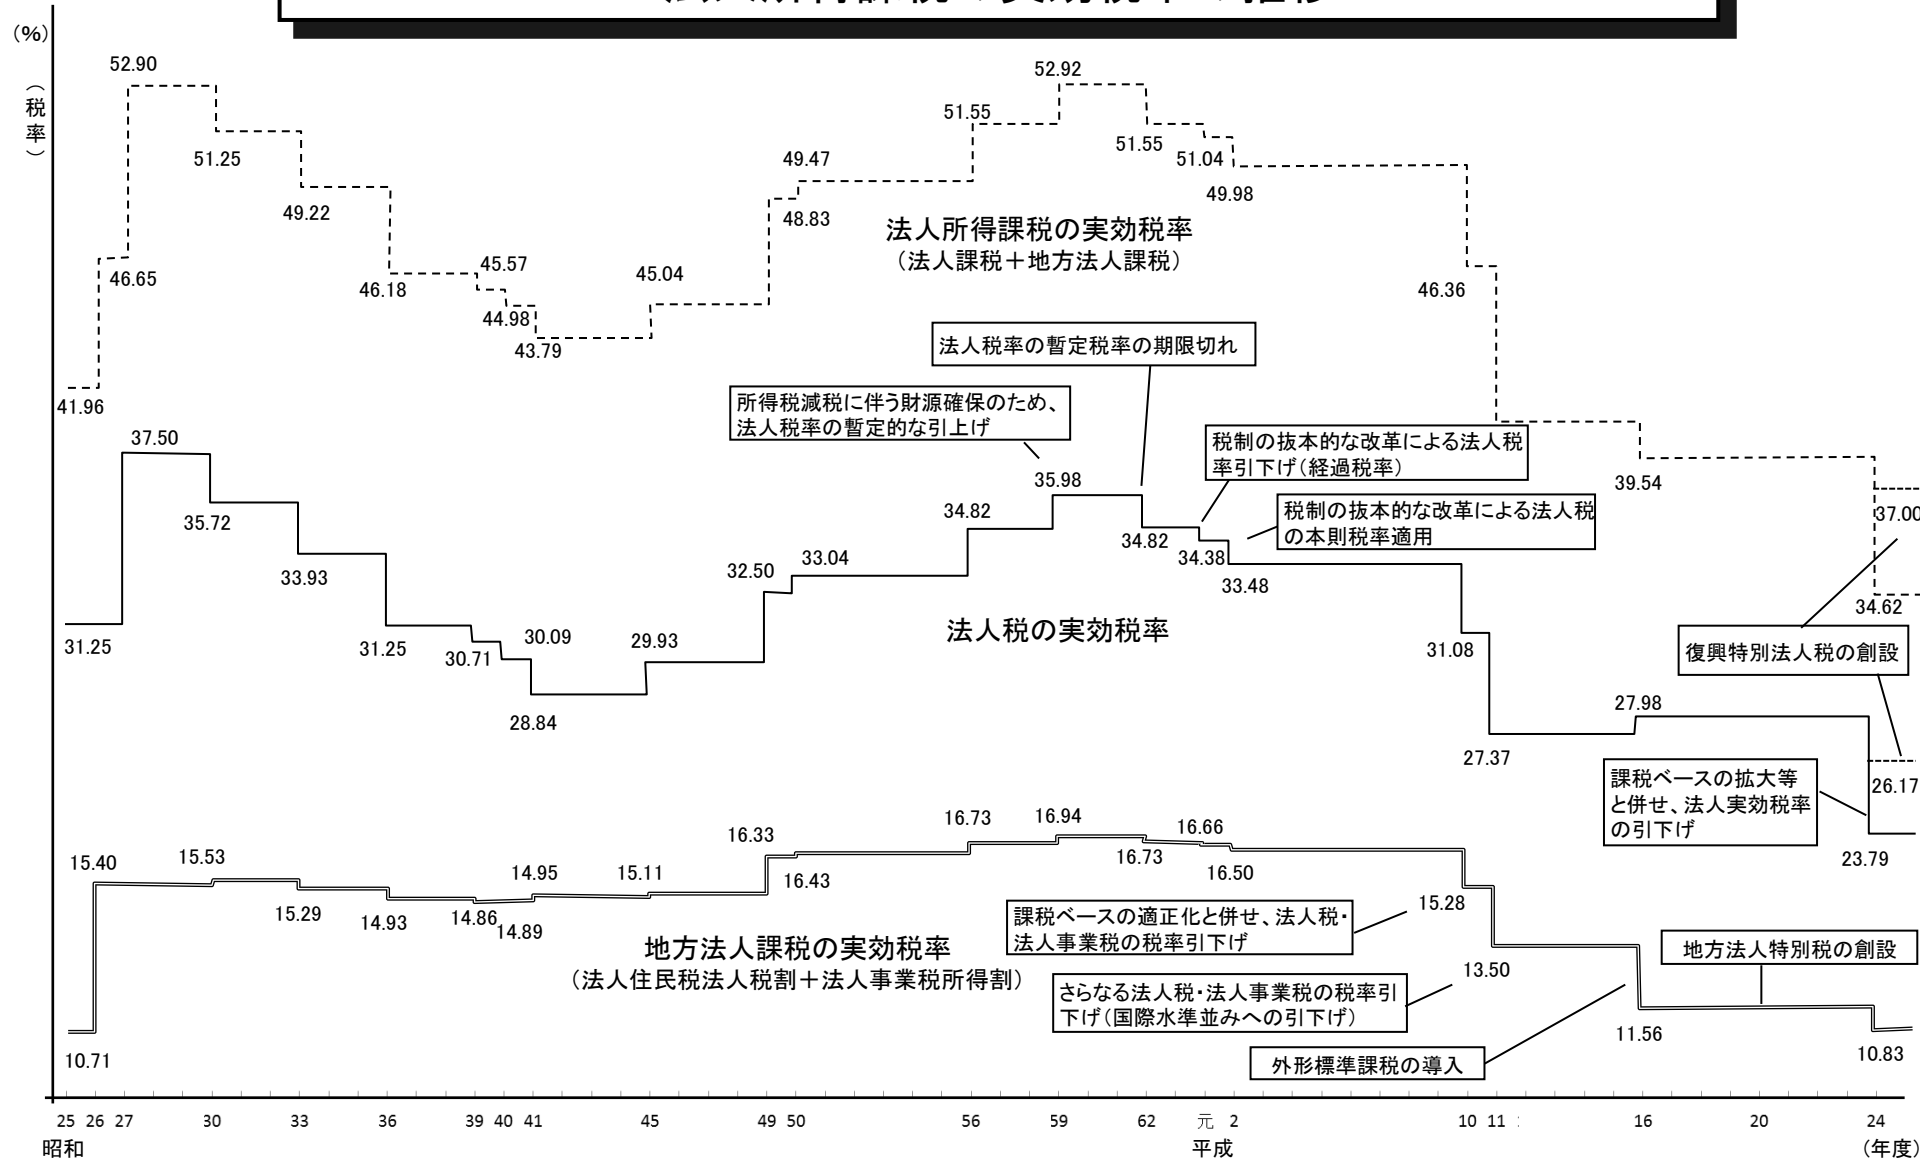 (%)
（税率）
52.90
46.65
41.96
51.25
49.22
46.18
45.57
44.98
43.79
45.04
49.47
48.83
51.55
52.92
51.55
51.04
49.98
46.36
39.54
37.00
34.62
法人所得課税の実効税率
（法人課税＋地方法人課税）
法人税率の暫定税率の期限切れ
所得税減税に伴う財源確保のため、
法人税率の暫定的な引上げ
税制の抜本的な改革による法人税
率引下げ（経過税率）
税制の抜本的な改革による法人税
の本則税率適用
31.25
37.50
35.72
33.93
31.25
30.71
30.09
28.84
29.93
32.50
33.04
34.82
35.98
34.82
34.38
33.48
31.08
27.37
27.98
26.17
23.79
法人税の実効税率
復興特別法人税の創設
課税ベースの拡大等
と併せ、法人実効税率
の引下げ
10.71
15.40
15.53
15.29
14.93
14.86
14.89
14.95
15.11
16.33
16.43
16.73
16.94
16.73
16.66
16.50
15.28
13.50
11.56
10.83
地方法人課税の実効税率
（法人住民税法人税割＋法人事業税所得割）
課税ベースの適正化と併せ、法人税・
法人事業税の税率引下げ
さらなる法人税・法人事業税の税率引
下げ（国際水準並みへの引下げ）
外形標準課税の導入
地方法人特別税の創設
25 26 27 30 33 36 39 40 41 45 49 50 56 59 62 元 2 10 11 16 20 24
昭和 平成 (年度)